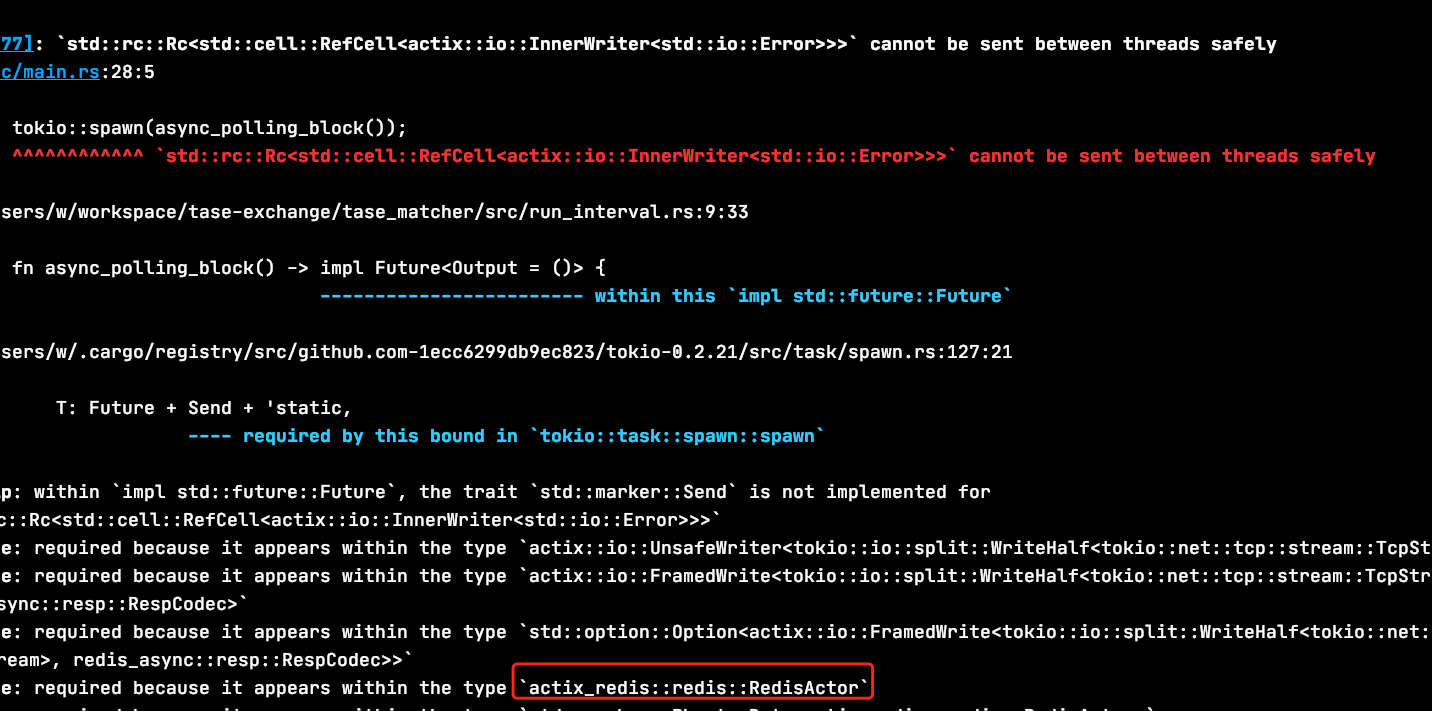 77]: `std::rc::Rc<std::cell::RefCell<actix::io::InnerWriter<std::io::Error>>>` cannot be sent between threads safely
c/main.rs:28:5
tokio::spawn(async_polling_block());
^^^^^^^^^^^^ `std::rc::Rc<std::cell::RefCell<actix::io::InnerWriter<std::io::Error>>>` cannot be sent between threads safely
sers/w/workspace/tase-exchange/tase_matcher/src/run_interval.rs:9:33
fn async_polling_block() -> impl Future<Output = ()> {
------------------------ within this `impl std::future::Future`
sers/w/.cargo/registry/src/github.com-1ecc6299db9ec823/tokio-0.2.21/src/task/spawn.rs:127:21
T: Future + Send + 'static,
---- required by this bound in `tokio::task::spawn::spawn`
p: within `impl std::future::Future`, the trait `std::marker::Send` is not implemented for
c::Rc<std::cell::RefCell<actix::io::InnerWriter<std::io::Error>>>`
e: required because it appears within the type `actix::io::UnsafeWriter<tokio::io::split::WriteHalf<tokio::net::tcp::stream::TcpSt
e: required because it appears within the type `actix::io::FramedWrite<tokio::io::split::WriteHalf<tokio::net::tcp::stream::TcpStr
sync::resp::RespCodec>`
e: required because it appears within the type `std::option::Option<actix::io::FramedWrite<tokio::io::split::WriteHalf<tokio::net:
ream>, redis_async::resp::RespCodec>>`
e: required because it appears within the type `actix_redis::redis::RedisActor`